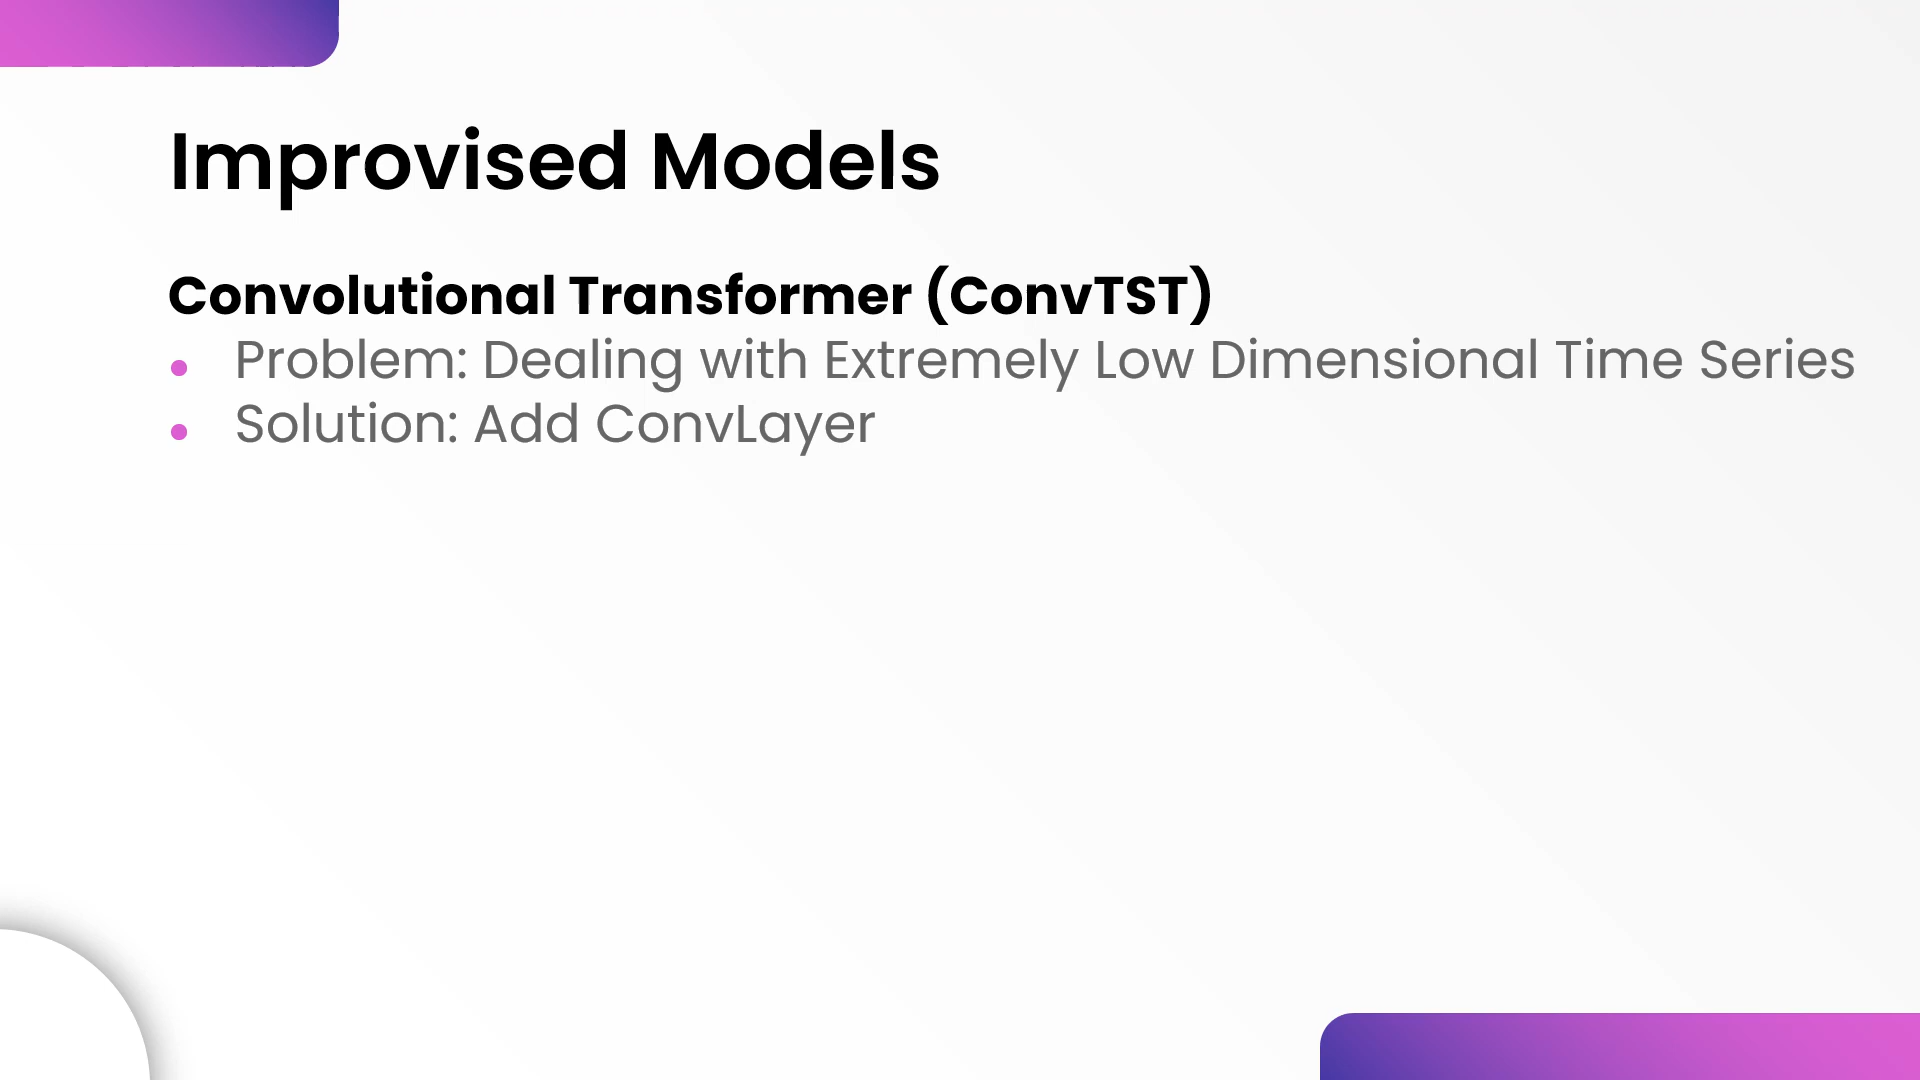 Improvised Models
Convolutional Transformer (ConvTST)
• Problem: Dealing with Extremely Low Dimensional Time Series
• Solution: Add ConvLayer